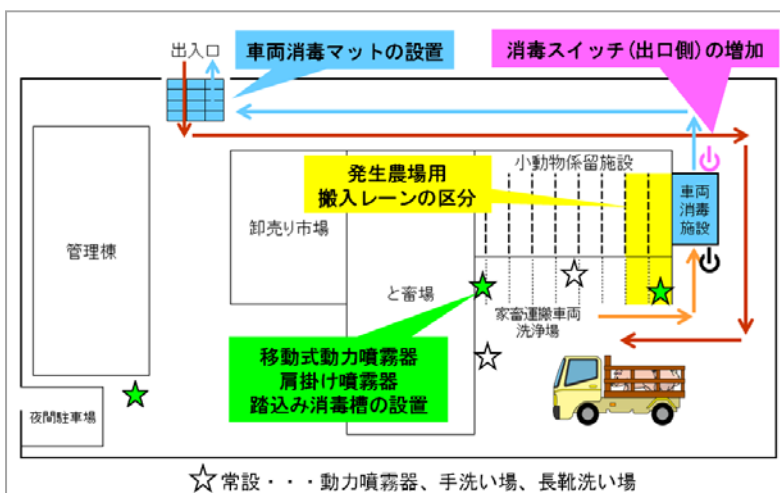 出入口
車両消毒マットの設置
消毒スイッチ(出口側)の増加
小動物係留施設
発生農場用
搬入レーンの区分
車両
消毒
施設
卸売り市場
管理棟
と畜場
家畜運搬車両
洗浄場
移動式動力噴霧器
肩掛け噴霧器
踏込み消毒槽の設置
夜間駐車場
☆常設・・・動力噴霧器、手洗い場、長靴洗い場